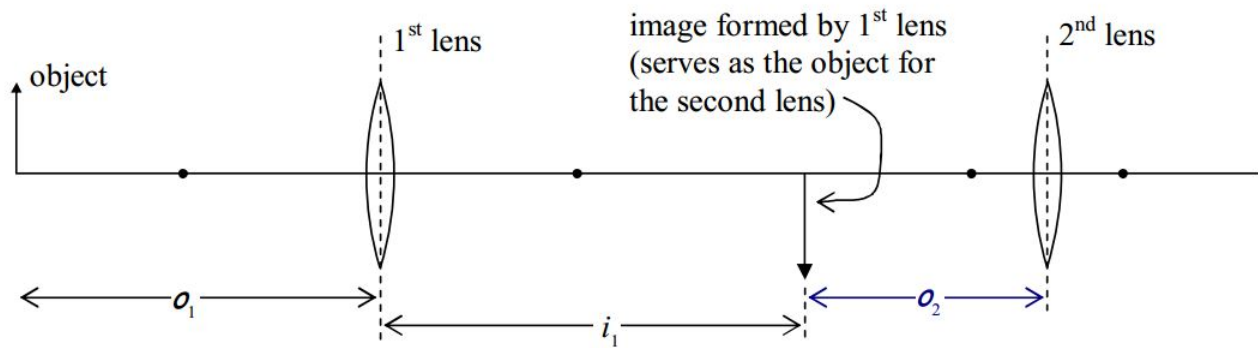 object
1st lens
image formed by 1st lens
(serves as the object for
the second lens)
2nd lens
o1
i1
o2